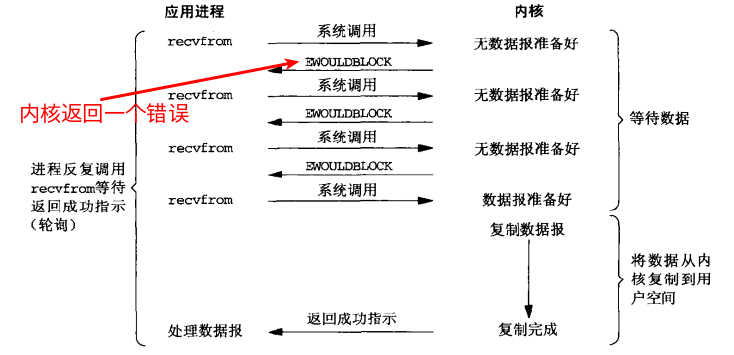 应用进程
内核
recvfrom
系统调用
无数据报准备好
EWOULDBLOCK
内核返回一个错误
recvfrom
系统调用
无数据报准备好
EWOULDBLOCK
等待数据
recvfrom
系统调用
无数据报准备好
EWOULDBLOCK
进程反复调用
recvfrom等待
返回成功指示
(轮询)
recvfrom
系统调用
数据报准备好
复制数据报
将数据从内
核复制到用
户空间
处理数据报
返回成功指示
复制完成